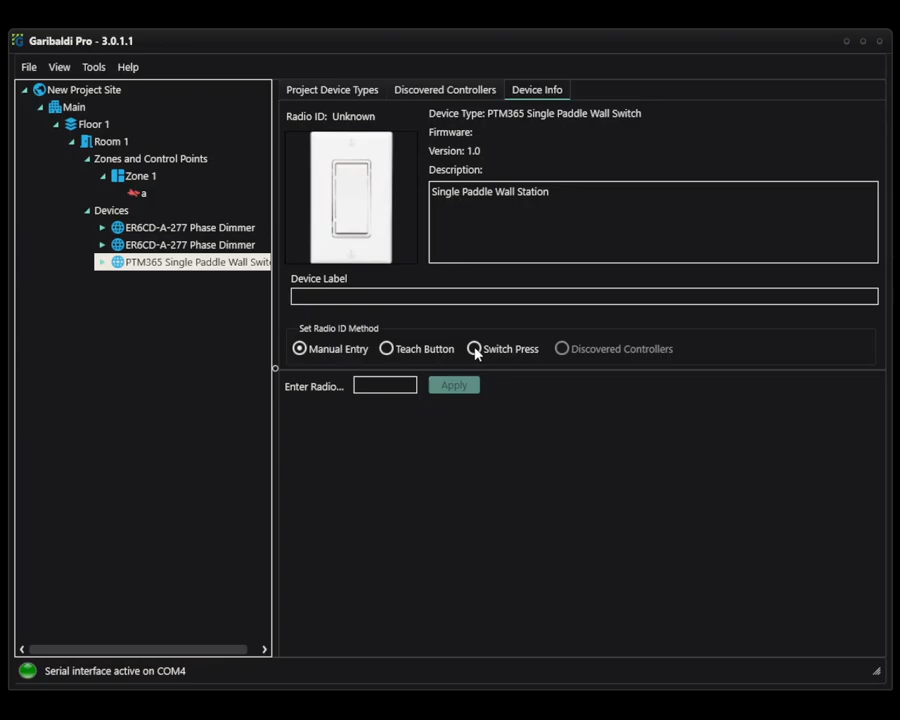 Garibaldi Pro - 3.0.1.1
File View Tools Help
New Project Site
Main
Floor 1
Room 1
Zones and Control Points
Zone 1
a
Devices
ER6CD-A-277 Phase Dimmer
ER6CD-A-277 Phase Dimmer
PTM365 Single Paddle Wall Switc
Project Device Types Discovered Controllers Device Info
Radio ID: Unknown
Device Type: PTM365 Single Paddle Wall Switch
Firmware:
Version: 1.0
Description:
Single Paddle Wall Station
Device Label
Set Radio ID Method
Manual Entry Teach Button Switch Press Discovered Controllers
Enter Radio... Apply
Serial interface active on COM4